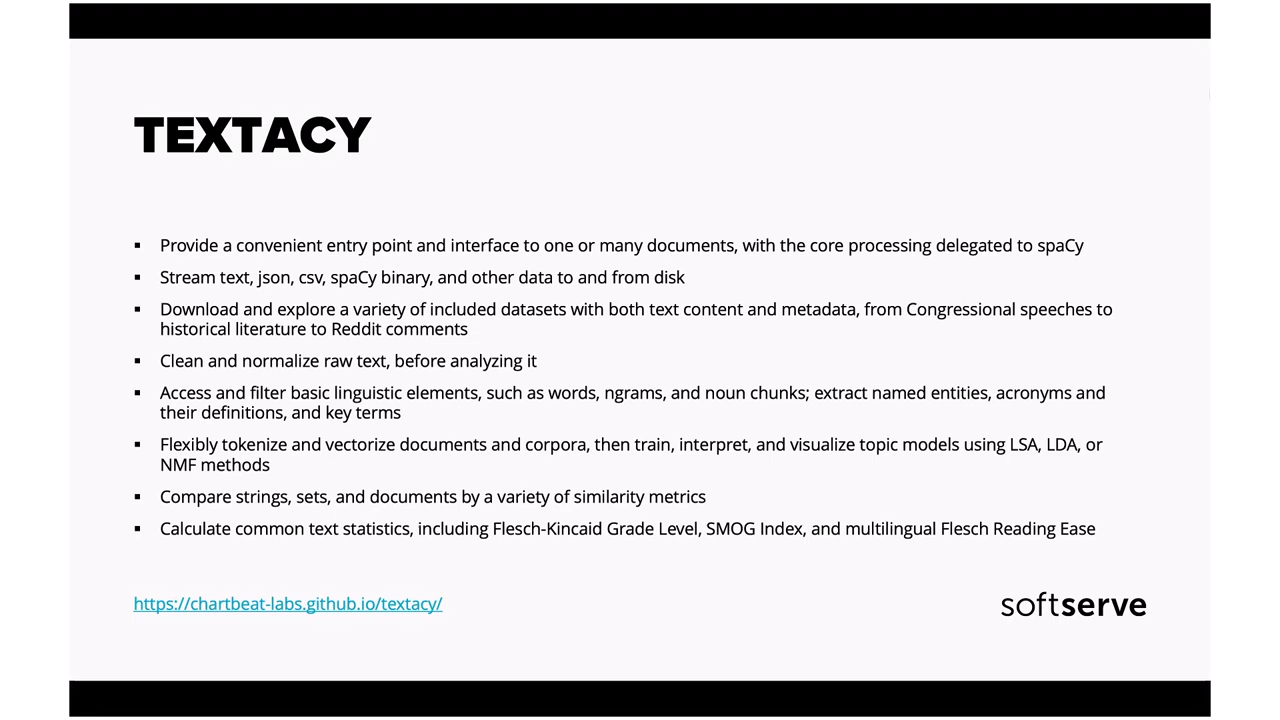 TEXTACY
▪ Provide a convenient entry point and interface to one or many documents, with the core processing delegated to spaCy
▪ Stream text, json, csv, spaCy binary, and other data to and from disk
▪ Download and explore a variety of included datasets with both text content and metadata, from Congressional speeches to
historical literature to Reddit comments
▪ Clean and normalize raw text, before analyzing it
▪ Access and filter basic linguistic elements, such as words, ngrams, and noun chunks; extract named entities, acronyms and
their definitions, and key terms
▪ Flexibly tokenize and vectorize documents and corpora, then train, interpret, and visualize topic models using LSA, LDA, or
NMF methods
▪ Compare strings, sets, and documents by a variety of similarity metrics
▪ Calculate common text statistics, including Flesch-Kincaid Grade Level, SMOG Index, and multilingual Flesch Reading Ease
https://chartbeat-labs.github.io/textacy/
softserve